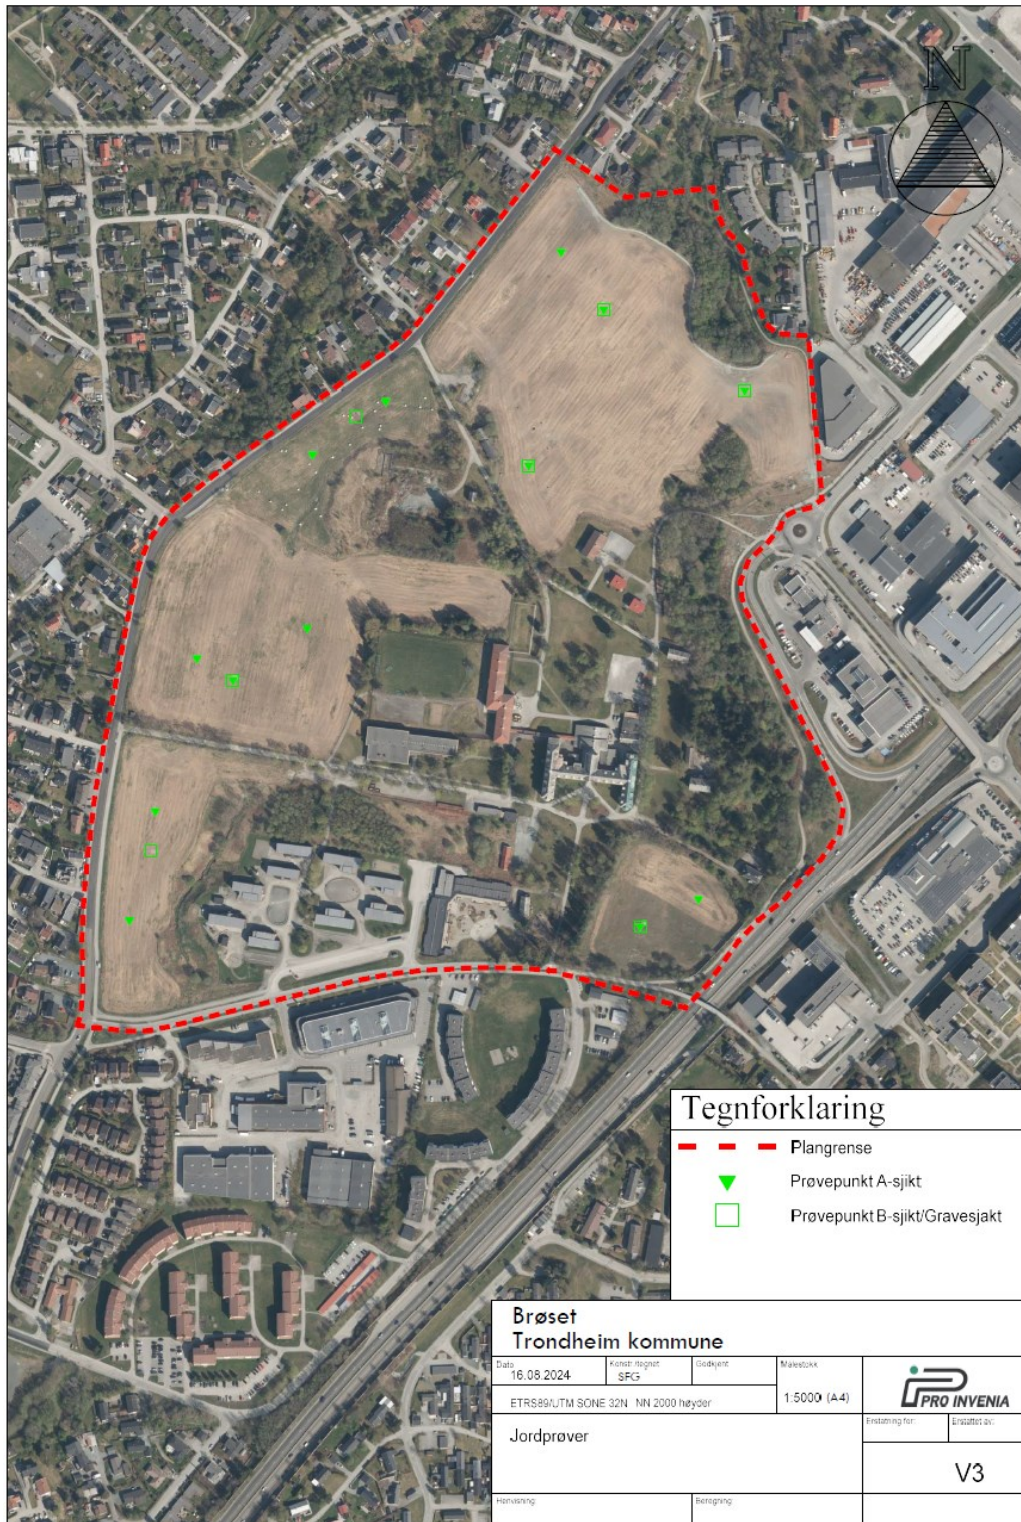 N
Tegnforklaring
Plangrense
Prøvepunkt A-sjikt
Prøvepunkt B-sjikt/Gravesjakt
Brøset
Trondheim kommune
Dato
16.08.2024
Konstr./tegnet
SFG
Godkjent
Målestokk
1:5000 (A4)
ETRS89/UTM SONE 32N NN 2000 høyder
PRO INVENIA
Jordprøver
Erstatning for:
Erstattet av:
V3
Henvisning:
Beregning: